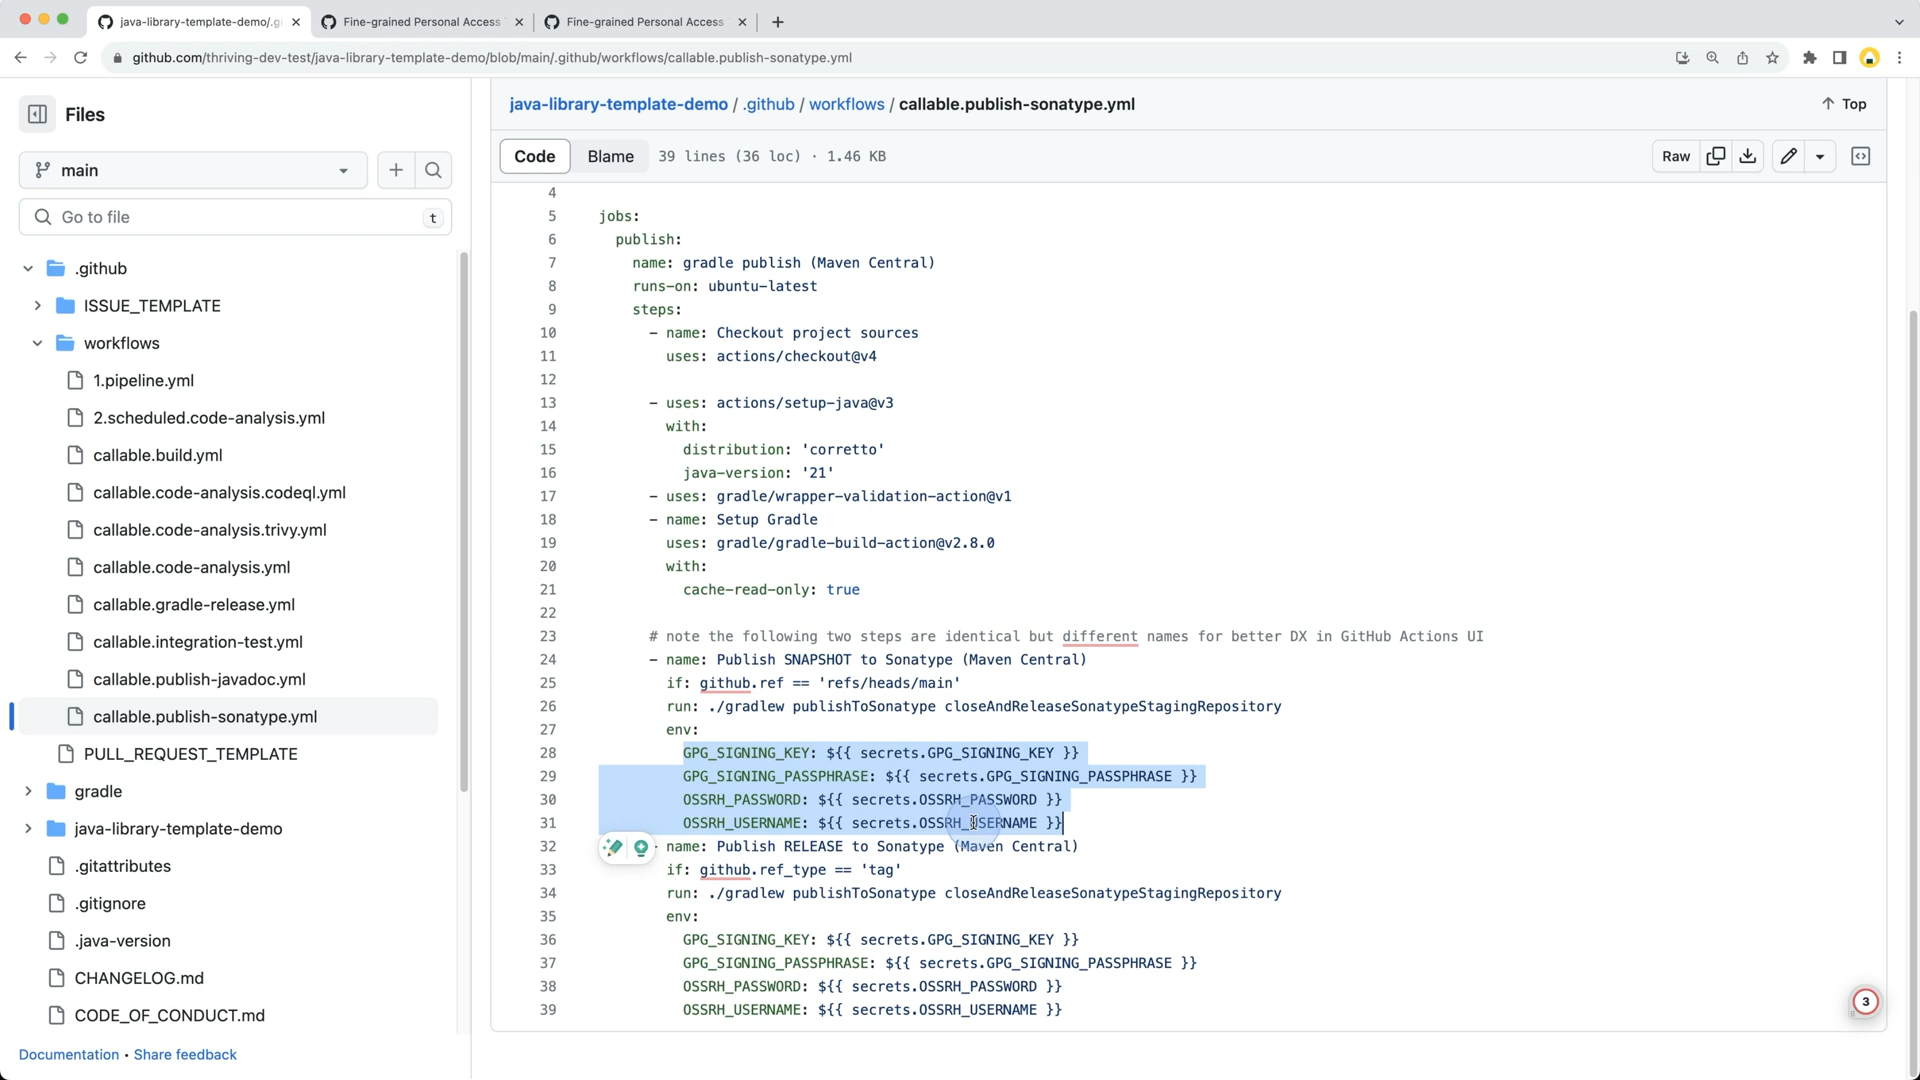 java-library-template-demo/.gi
Fine-grained Personal Access
Fine-grained Personal Access
github.com/thriving-dev-test/java-library-template-demo/blob/main/.github/workflows/callable.publish-sonatype.yml
Files
main
Go to file
t
.github
ISSUE_TEMPLATE
workflows
1.pipeline.yml
2.scheduled.code-analysis.yml
callable.build.yml
callable.code-analysis.codeql.yml
callable.code-analysis.trivy.yml
callable.code-analysis.yml
callable.gradle-release.yml
callable.integration-test.yml
callable.publish-javadoc.yml
callable.publish-sonatype.yml
PULL_REQUEST_TEMPLATE
gradle
java-library-template-demo
.gitattributes
.gitignore
.java-version
CHANGELOG.md
CODE_OF_CONDUCT.md
Documentation • Share feedback
java-library-template-demo / .github / workflows / callable.publish-sonatype.yml
Top
Code Blame 39 lines (36 loc) · 1.46 KB
Raw
4
5 jobs:
6 publish:
7 name: gradle publish (Maven Central)
8 runs-on: ubuntu-latest
9 steps:
10 - name: Checkout project sources
11 uses: actions/checkout@v4
12
13 - uses: actions/setup-java@v3
14 with:
15 distribution: 'corretto'
16 java-version: '21'
17 - uses: gradle/wrapper-validation-action@v1
18 - name: Setup Gradle
19 uses: gradle/gradle-build-action@v2.8.0
20 with:
21 cache-read-only: true
22
23 # note the following two steps are identical but different names for better DX in GitHub Actions UI
24 - name: Publish SNAPSHOT to Sonatype (Maven Central)
25 if: github.ref == 'refs/heads/main'
26 run: ./gradlew publishToSonatype closeAndReleaseSonatypeStagingRepository
27 env:
28 GPG_SIGNING_KEY: ${{ secrets.GPG_SIGNING_KEY }}
29 GPG_SIGNING_PASSPHRASE: ${{ secrets.GPG_SIGNING_PASSPHRASE }}
30 OSSRH_PASSWORD: ${{ secrets.OSSRH_PASSWORD }}
31 OSSRH_USERNAME: ${{ secrets.OSSRH_USERNAME }}
32 name: Publish RELEASE to Sonatype (Maven Central)
33 if: github.ref_type == 'tag'
34 run: ./gradlew publishToSonatype closeAndReleaseSonatypeStagingRepository
35 env:
36 GPG_SIGNING_KEY: ${{ secrets.GPG_SIGNING_KEY }}
37 GPG_SIGNING_PASSPHRASE: ${{ secrets.GPG_SIGNING_PASSPHRASE }}
38 OSSRH_PASSWORD: ${{ secrets.OSSRH_PASSWORD }}
39 OSSRH_USERNAME: ${{ secrets.OSSRH_USERNAME }}
3